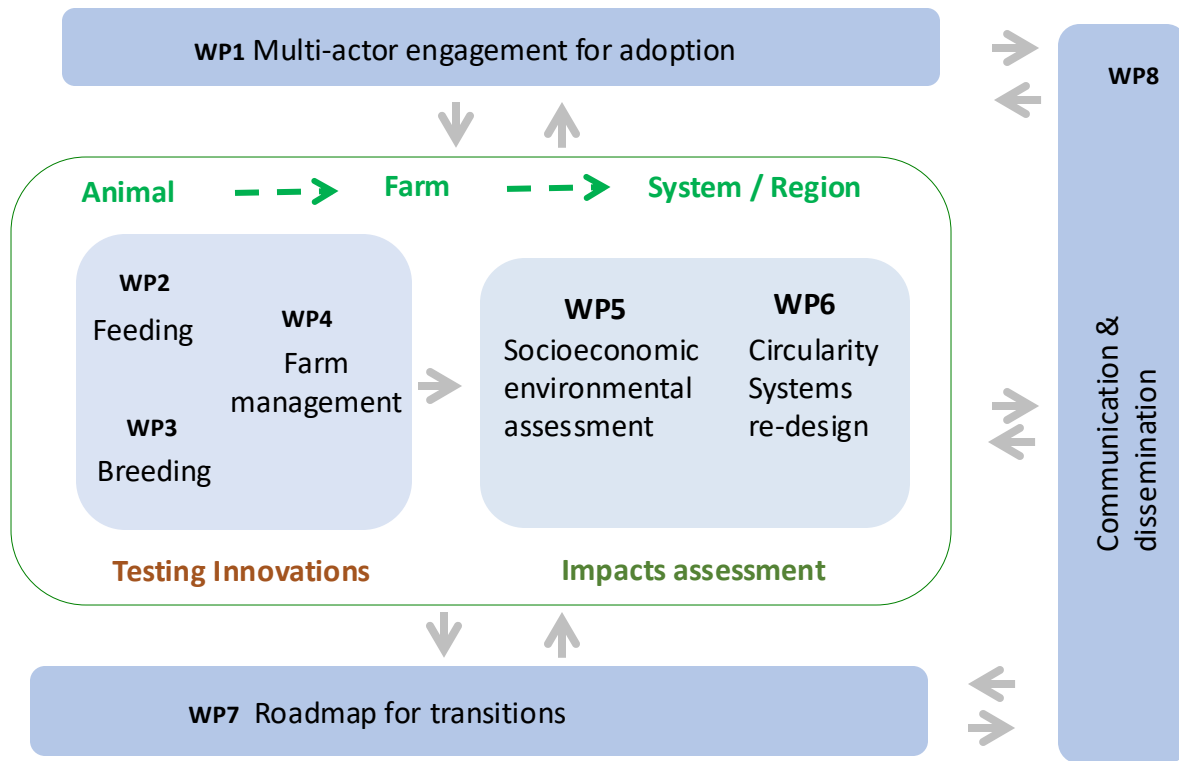 WP1 Multi-actor engagement for adoption
WP8
Communication &
dissemination
Animal
Farm
System / Region
WP2
Feeding
WP3
Breeding
WP4
Farm
management
WP5
Socioeconomic
environmental
assessment
WP6
Circularity
Systems
re-design
Testing Innovations
Impacts assessment
WP7 Roadmap for transitions